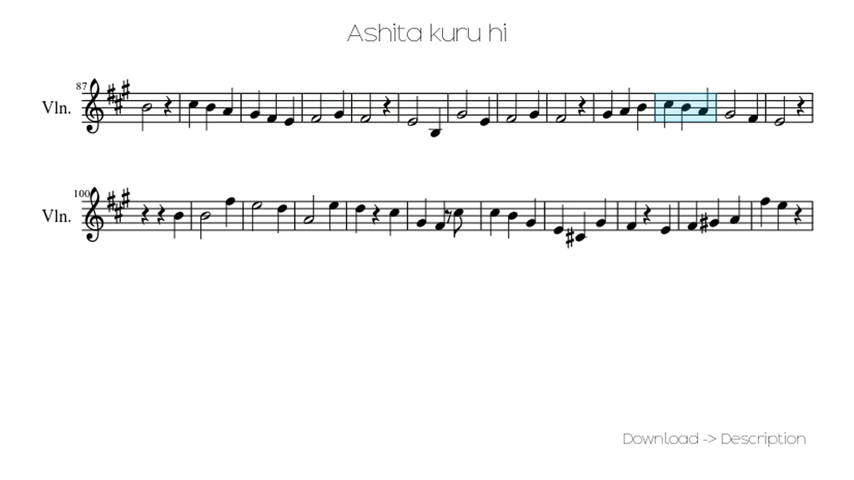 Ashita kuru hi
87
Vln.
100
Vln.
Download -> Description